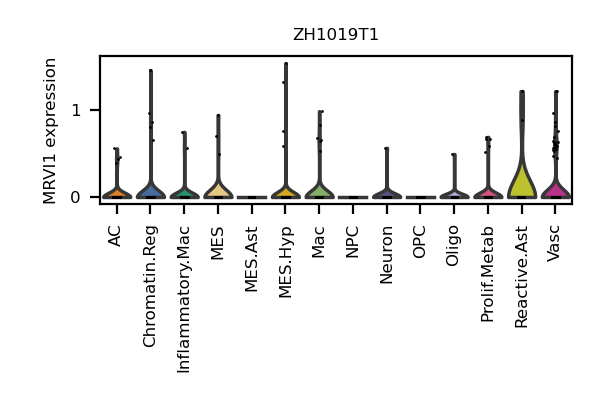 ZH1019T1
MRVI1 expression
1
0
AC
Chromatin.Reg
Inflammatory.Mac
MES
MES.Ast
MES.Hyp
Mac
NPC
Neuron
OPC
Oligo
Prolif.Metab
Reactive.Ast
Vasc